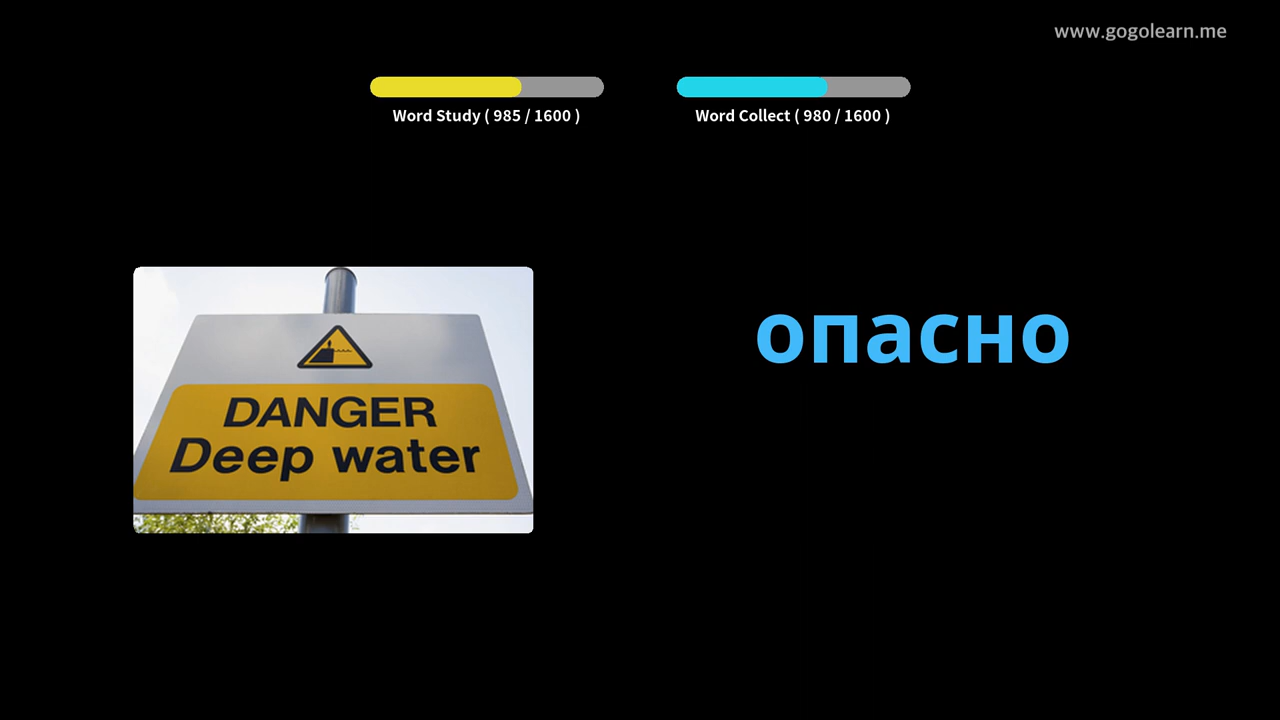 www.gogolearn.me
Word Study ( 985 / 1600 )
Word Collect ( 980 / 1600 )
DANGER
Deep water
опасно